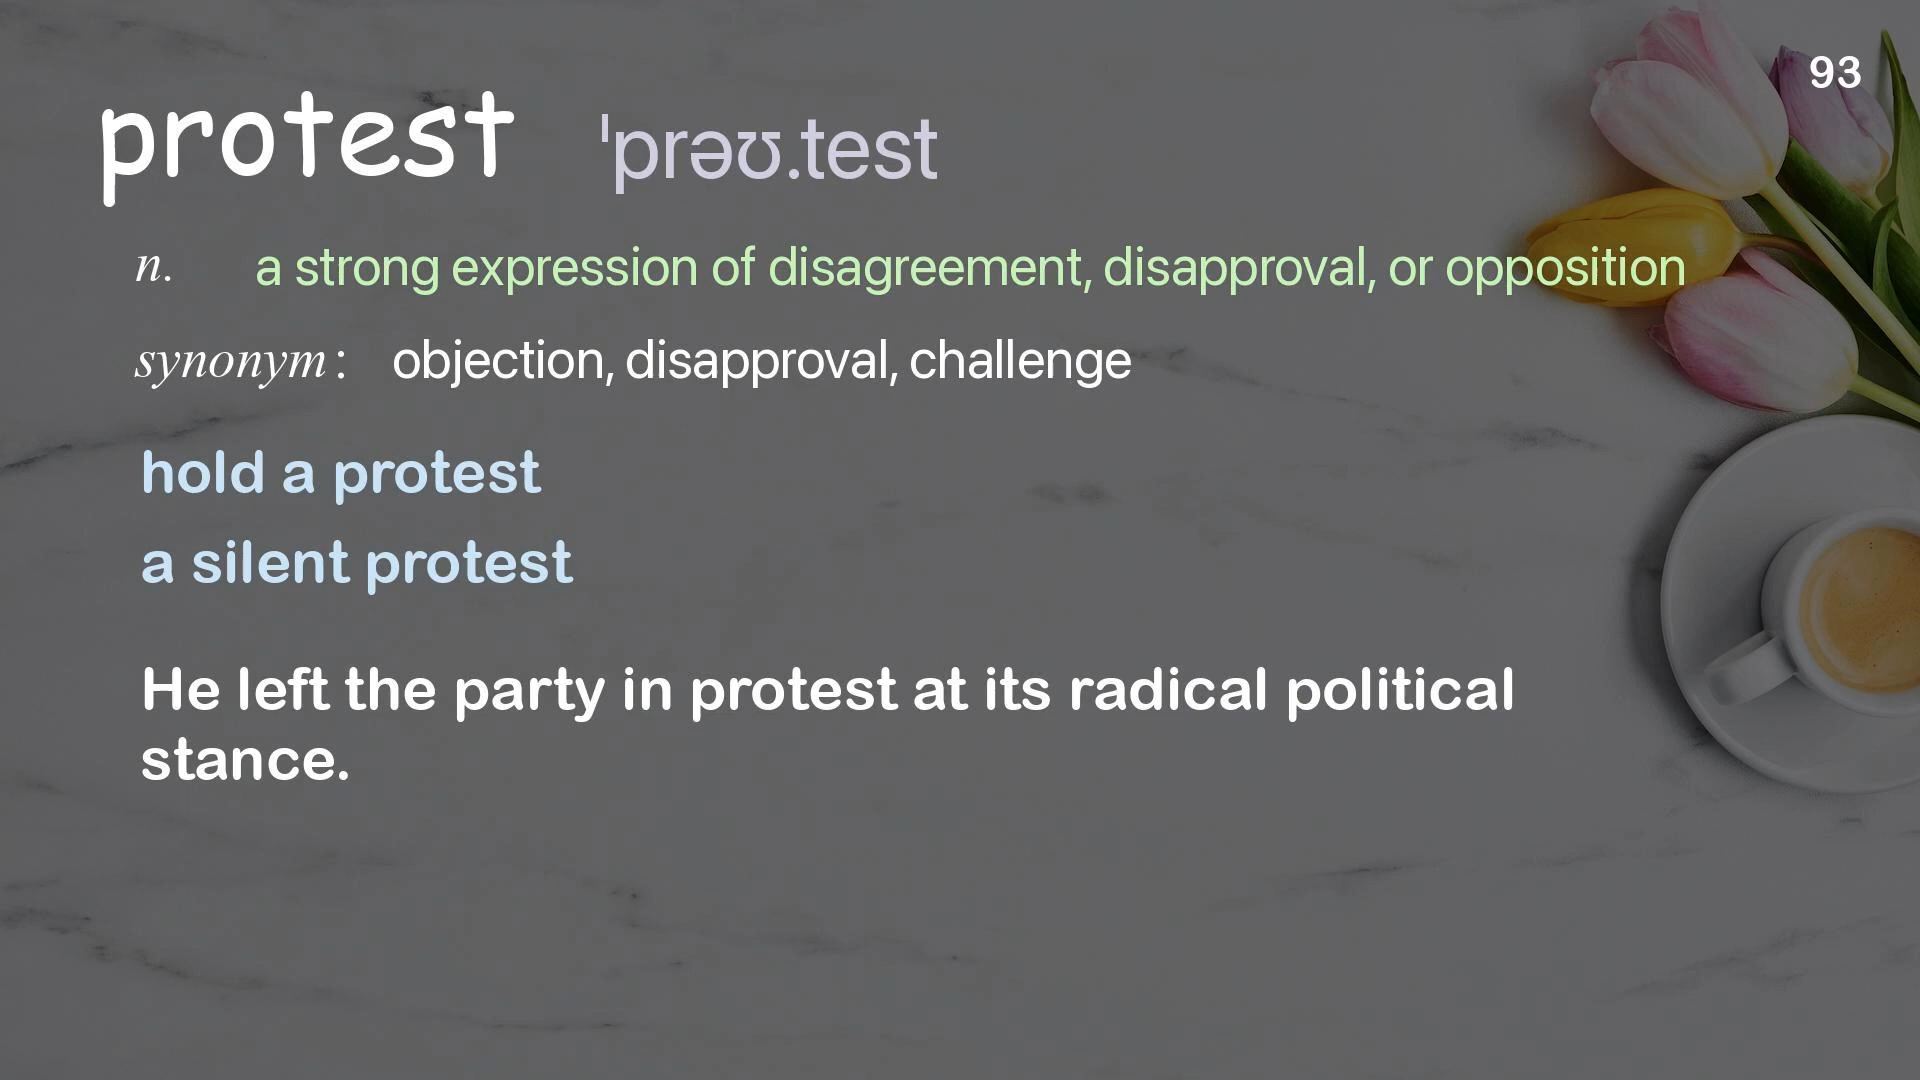 93
protest ˈprəʊ.test
n. a strong expression of disagreement, disapproval, or opposition
synonym: objection, disapproval, challenge
hold a protest
a silent protest
He left the party in protest at its radical political
stance.